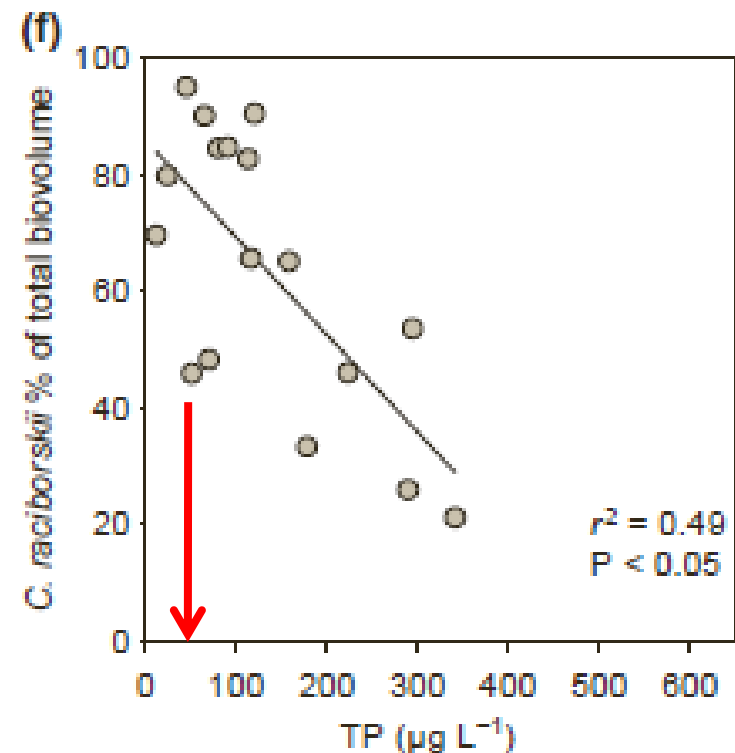 (f)
100
80
60
40
20
0
C. raciborskii % of total biovolume
r² = 0.49
P < 0.05
0 100 200 300 400 500 600
TP (µg L⁻¹)